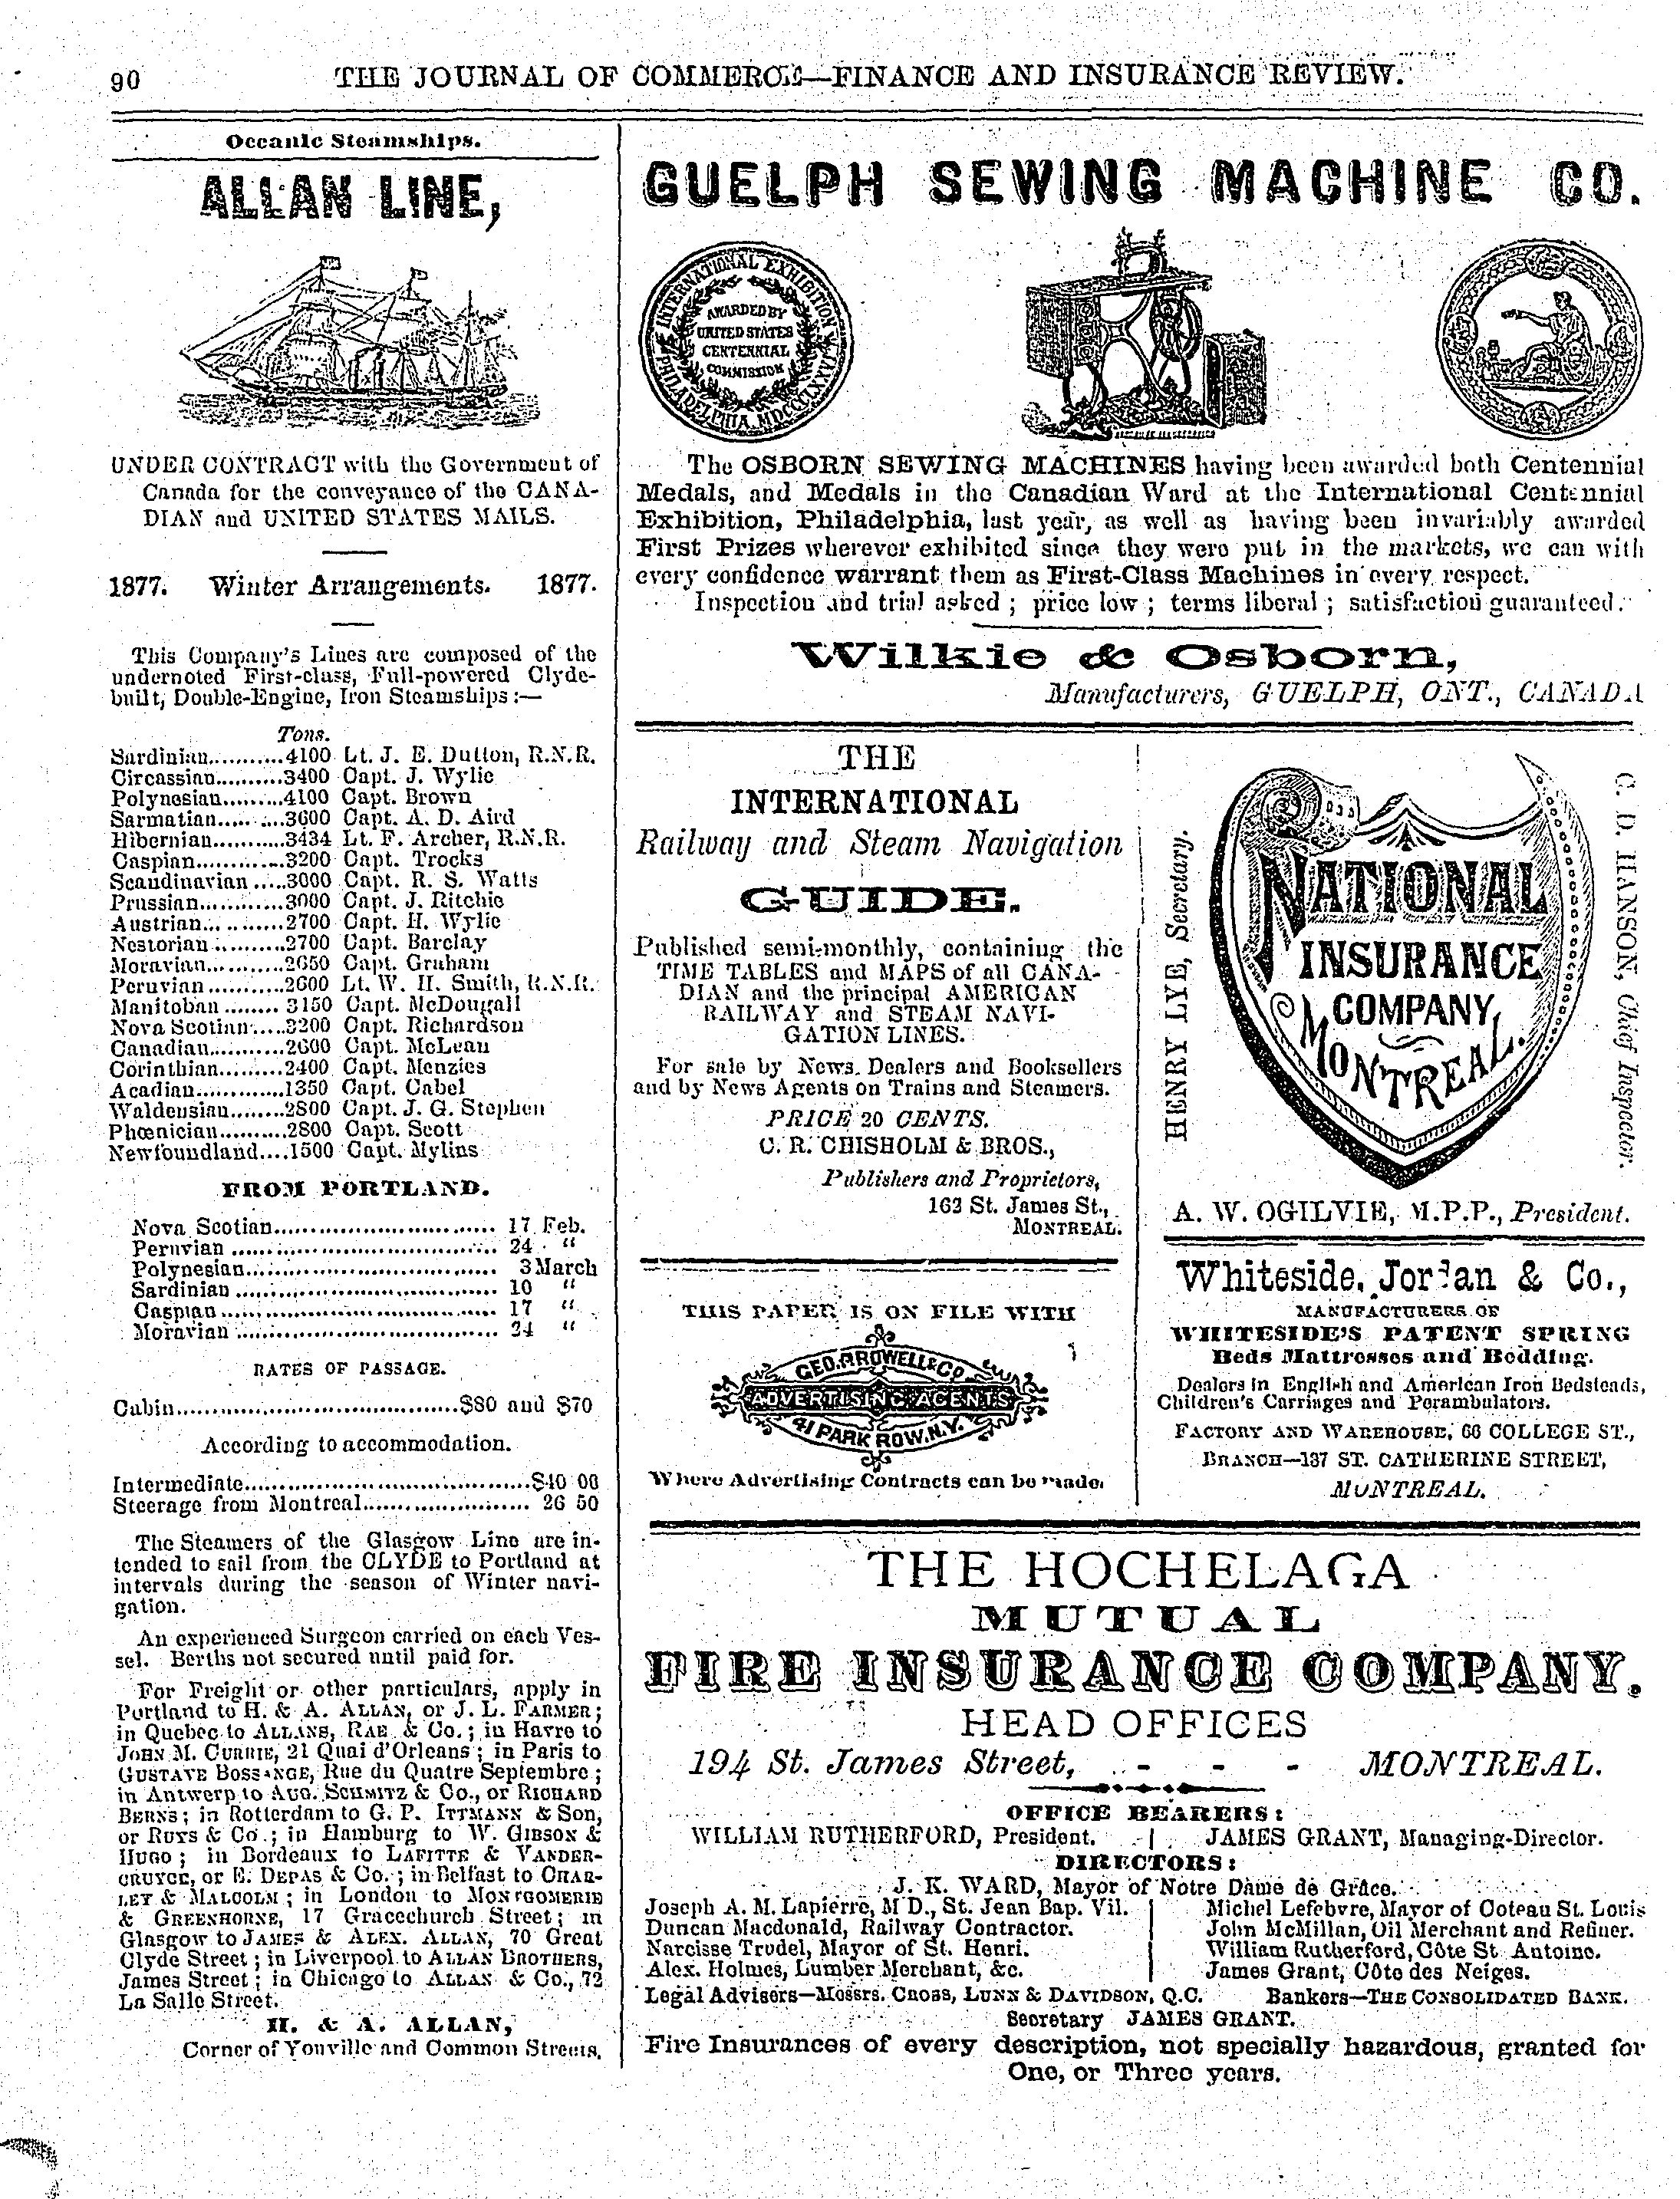 90
THE JOURNAL OF COMMERCE—FINANCE AND INSURANCE REVIEW.
Oceanic Steamships.
ALLAN LINE,
UNDER CONTRACT with the Government of
Canada for the conveyance of the CANA-
DIAN and UNITED STATES MAILS.
1877. Winter Arrangements. 1877.
This Company's Lines are composed of the
undernoted First-class, Full-powered Clyde-
built, Double-Engine, Iron Steamships :—
Tons.
Sardinian...........4100 Lt. J. E. Dutton, R.N.R.
Circassian..........3400 Capt. J. Wylie
Polynesian.........4100 Capt. Brown
Sarmatian..........3600 Capt. A. D. Aird
Hibernian...........3434 Lt. F. Archer, R.N.R.
Caspian.............3200 Capt. Trocks
Scandinavian.....3000 Capt. R. S. Watts
Prussian............3000 Capt. J. Ritchie
Austrian............2700 Capt. H. Wylie
Nestorian..........2700 Capt. Barclay
Moravian...........2650 Capt. Graham
Peruvian...........2600 Lt. W. H. Smith, R.N.R.
Manitoban........ 3150 Capt. McDougall
Nova Scotian.....3200 Capt. Richardson
Canadian...........2600 Capt. McLean
Corinthian.........2400 Capt. Menzies
Acadian.............1350 Capt. Cabel
Waldensian........2800 Capt. J. G. Stephen
Phœnician..........2800 Capt. Scott
Newfoundland....1500 Capt. Mylins
FROM PORTLAND.
Nova Scotian.............................. 17 Feb.
Peruvian .................................. 24 "
Polynesian.................................. 3 March
Sardinian .................................. 10 "
Caspian .................................... 17 "
Moravian .................................. 24 "
RATES OF PASSAGE.
Cabin......................................$80 and $70
According to accommodation.
Intermediate......................................$40 00
Steerage from Montreal....................... 26 50
The Steamers of the Glasgow Line are in-
tended to sail from the CLYDE to Portland at
intervals during the season of Winter navi-
gation.
An experienced Surgeon carried on each Ves-
sel. Berths not secured until paid for.
For Freight or other particulars, apply in
Portland to H. & A. ALLAN, or J. L. FARMER;
in Quebec to ALLANS, RAE & Co.; in Havre to
JOHN M. CURRIE, 21 Quai d'Orleans; in Paris to
GUSTAVE BOSSANGE, Rue du Quatre Septembre;
in Antwerp to AUG. SCHMITZ & Co., or RICHARD
BERNS; in Rotterdam to G. P. ITTMANN & Son,
or RUYS & Co.; in Hamburg to W. GIBSON &
HUGO; in Bordeaux to LAFITTE & VANDER-
CRUYCE, or E. DEPAS & Co.; in Belfast to CHAR-
LEY & MALCOLM; in London to MONTGOMERIE
& GREENHORNE, 17 Gracechurch Street; in
Glasgow to JAMES & ALEX. ALLAN, 70 Great
Clyde Street; in Liverpool to ALLAN BROTHERS,
James Street; in Chicago to ALLAN & Co., 72
La Salle Street.
H. & A. ALLAN,
Corner of Youville and Common Streets.
GUELPH SEWING MACHINE CO.
INTERNATIONAL EXHIBITION
PHILADELPHIA, MDCCCLXXVI
AWARDED BY
UNITED STATES
CENTENNIAL
COMMISSION
The OSBORN SEWING MACHINES having been awarded both Centennial
Medals, and Medals in the Canadian Ward at the International Centennial
Exhibition, Philadelphia, last year, as well as having been invariably awarded
First Prizes wherever exhibited since they were put in the markets, we can with
every confidence warrant them as First-Class Machines in every respect.
Inspection and trial asked; price low; terms liberal; satisfaction guaranteed.
Wilkie & Osborn,
Manufacturers, GUELPH, ONT., CANADA
THE
INTERNATIONAL
Railway and Steam Navigation
GUIDE.
Published semi-monthly, containing the
TIME TABLES and MAPS of all CANA-
DIAN and the principal AMERICAN
RAILWAY and STEAM NAVI-
GATION LINES.
For sale by News Dealers and Booksellers
and by News Agents on Trains and Steamers.
PRICE 20 CENTS.
C. R. CHISHOLM & BROS.,
Publishers and Proprietors,
162 St. James St.,
MONTREAL.
THIS PAPER IS ON FILE WITH
GEO. P. ROWELL & CO
ADVERTISING AGENTS
41 PARK ROW, N.Y.
Where Advertising Contracts can be made.
HENRY LYE, Secretary.
NATIONAL
INSURANCE
COMPANY,
MONTREAL.
C. D. HANSON, Chief Inspector.
A. W. OGILVIE, M.P.P., President.
Whiteside, Jordan & Co.,
MANUFACTURERS OF
WHITESIDE'S PATENT SPRING
Beds Mattresses and Bedding.
Dealers in English and American Iron Bedsteads,
Children's Carriages and Perambulators.
FACTORY AND WAREHOUSE, 66 COLLEGE ST.,
BRANCH—137 ST. CATHERINE STREET,
MONTREAL.
THE HOCHELAGA
MUTUAL
FIRE INSURANCE COMPANY.
HEAD OFFICES
194 St. James Street, - - - MONTREAL.
OFFICE BEARERS:
WILLIAM RUTHERFORD, President. | JAMES GRANT, Managing-Director.
DIRECTORS:
J. K. WARD, Mayor of Notre Dame de Grâce.
Joseph A. M. Lapierre, M D., St. Jean Bap. Vil. | Michel Lefebvre, Mayor of Coteau St. Louis
Duncan Macdonald, Railway Contractor. | John McMillan, Oil Merchant and Refiner.
Narcisse Trudel, Mayor of St. Henri. | William Rutherford, Côte St. Antoine.
Alex. Holmes, Lumber Merchant, &c. | James Grant, Côte des Neiges.
Legal Advisers—Messrs. CROSS, LUNN & DAVIDSON, Q.C. Bankers—THE CONSOLIDATED BANK.
Secretary JAMES GRANT.
Fire Insurances of every description, not specially hazardous, granted for
One, or Three years.